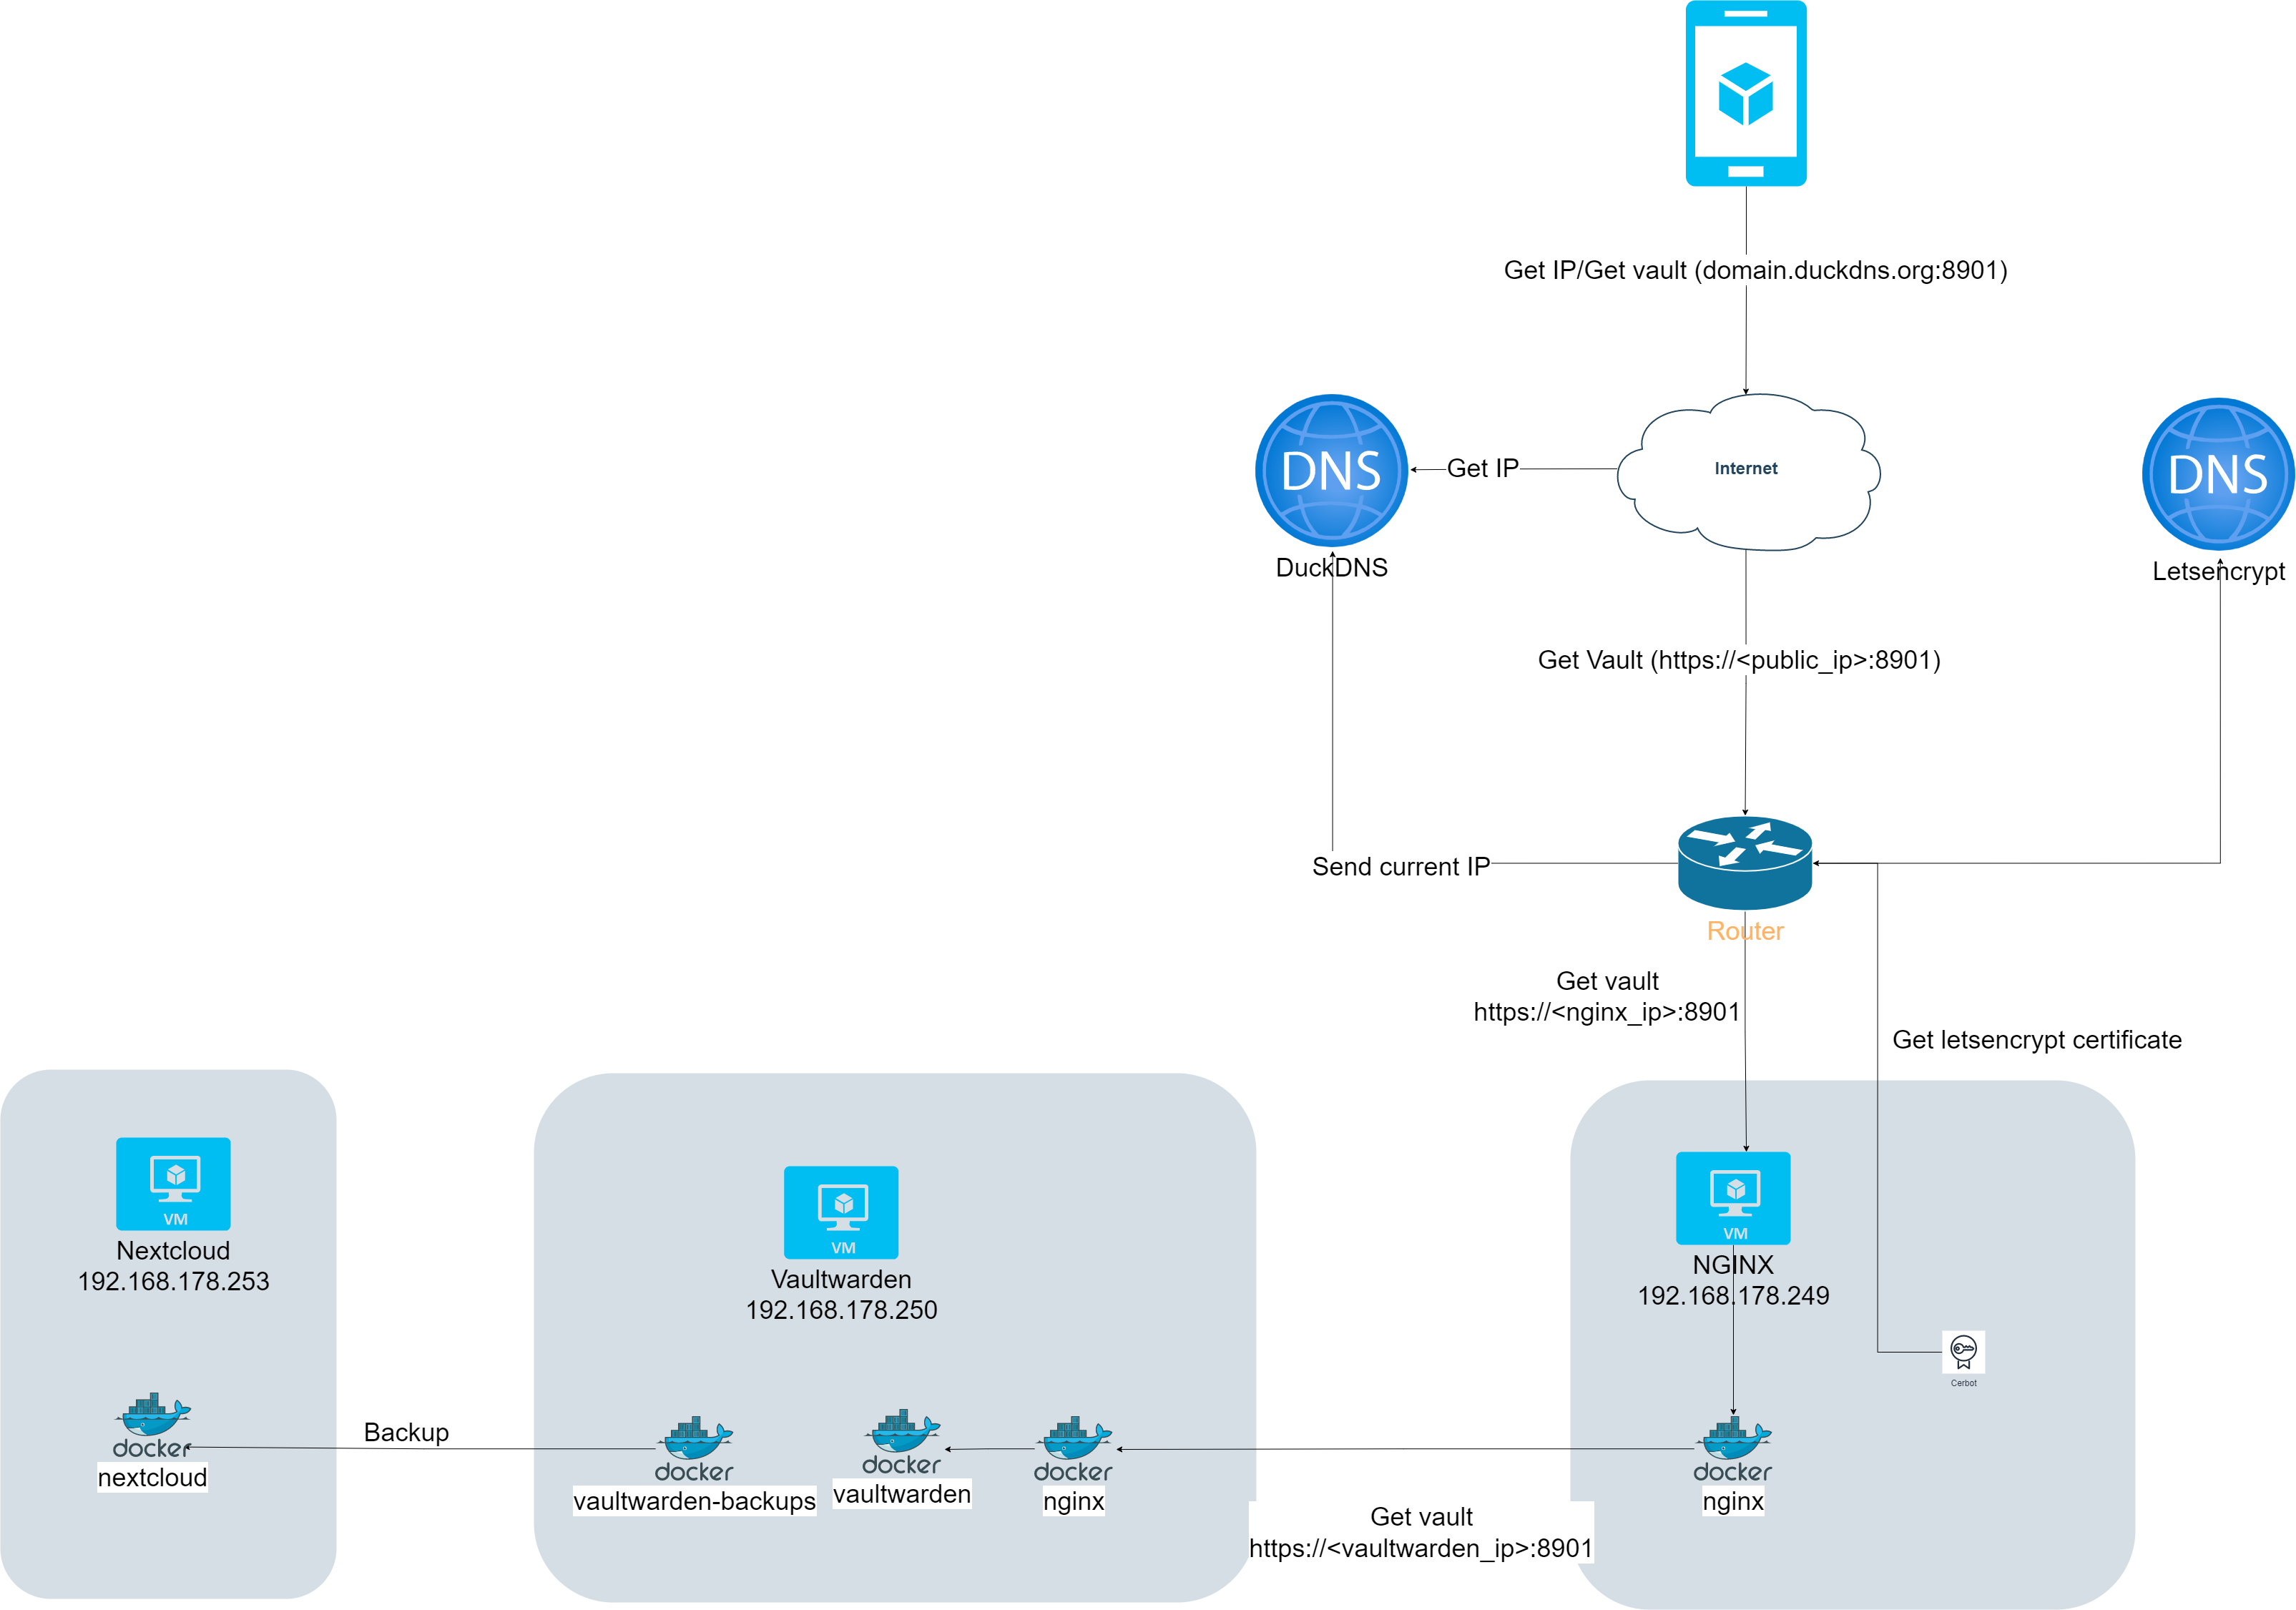 Get IP/Get vault (domain.duckdns.org:8901)
DNS
Get IP
Internet
DNS
DuckDNS
Letsencrypt
Get Vault (https://<public_ip>:8901)
Send current IP
Router
Get vault
https://<nginx_ip>:8901
Get letsencrypt certificate
VM
Nextcloud
192.168.178.253
VM
Vaultwarden
192.168.178.250
VM
NGINX
192.168.178.249
Cerbot
docker
nextcloud
Backup
docker
vaultwarden-backups
docker
vaultwarden
docker
nginx
Get vault
https://<vaultwarden_ip>:8901
docker
nginx